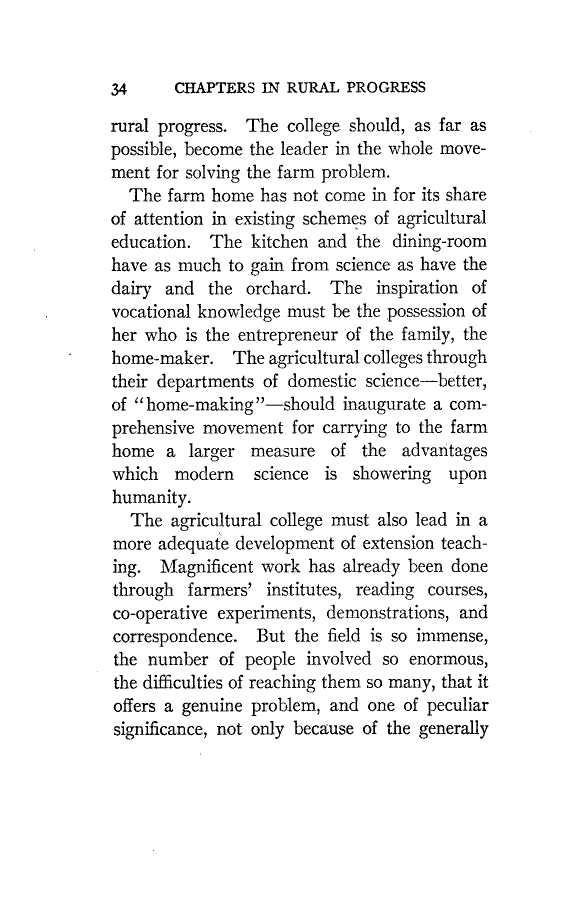 34 CHAPTERS IN RURAL PROGRESS
rural progress. The college should, as far as
possible, become the leader in the whole move-
ment for solving the farm problem.
The farm home has not come in for its share
of attention in existing schemes of agricultural
education. The kitchen and the dining-room
have as much to gain from science as have the
dairy and the orchard. The inspiration of
vocational knowledge must be the possession of
her who is the entrepreneur of the family, the
home-maker. The agricultural colleges through
their departments of domestic science—better,
of "home-making"—should inaugurate a com-
prehensive movement for carrying to the farm
home a larger measure of the advantages
which modern science is showering upon
humanity.
The agricultural college must also lead in a
more adequate development of extension teach-
ing. Magnificent work has already been done
through farmers' institutes, reading courses,
co-operative experiments, demonstrations, and
correspondence. But the field is so immense,
the number of people involved so enormous,
the difficulties of reaching them so many, that it
offers a genuine problem, and one of peculiar
significance, not only because of the generally